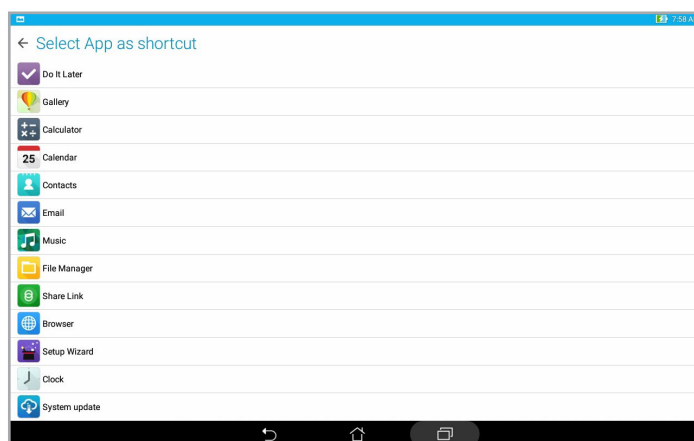 7:58 A
Select App as shortcut
Do It Later
Gallery
Calculator
25 Calendar
Contacts
Email
Music
File Manager
Share Link
Browser
Setup Wizard
Clock
System update